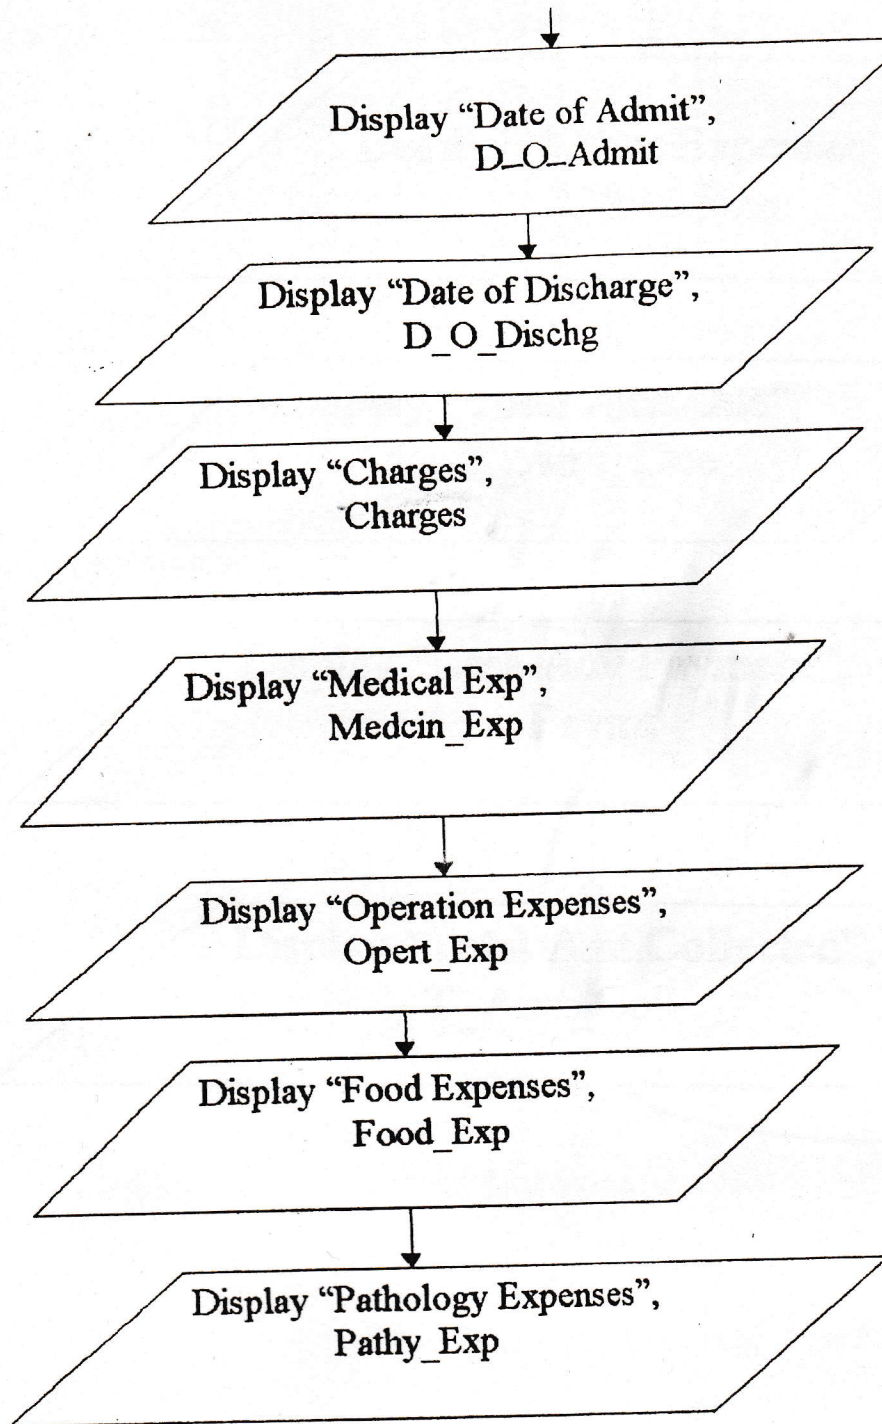 Display “Date of Admit”,
D_O_Admit
Display “Date of Discharge”,
D_O_Dischg
Display “Charges”,
Charges
Display “Medical Exp”,
Medcin_Exp
Display “Operation Expenses”,
Opert_Exp
Display “Food Expenses”,
Food_Exp
Display “Pathology Expenses”,
Pathy_Exp